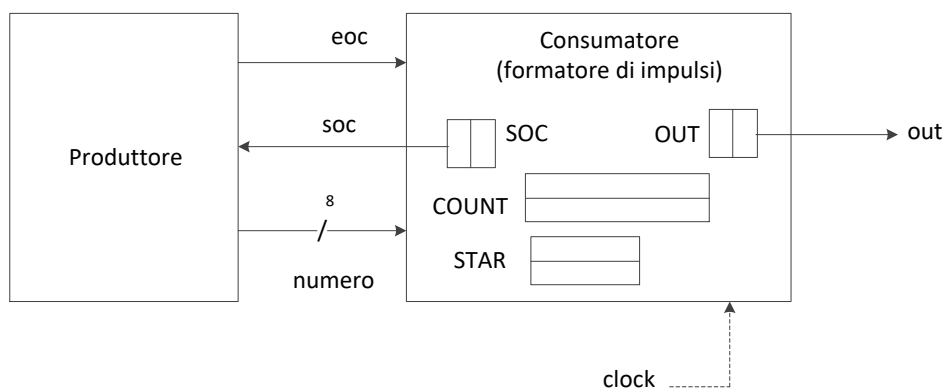 eoc
Consumatore
(formatore di impulsi)
soc
SOC
OUT
out
Produttore
8
COUNT
numero
STAR
clock